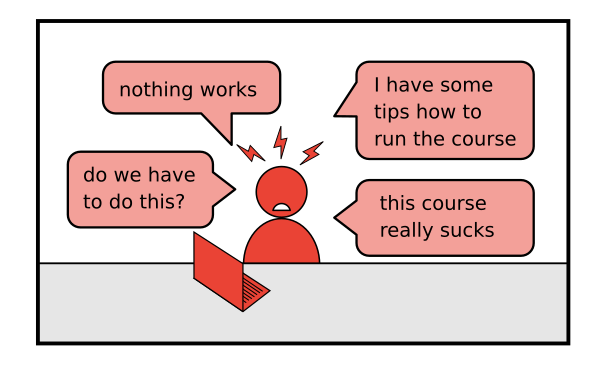 nothing works
I have some
tips how to
run the course
do we have
to do this?
this course
really sucks